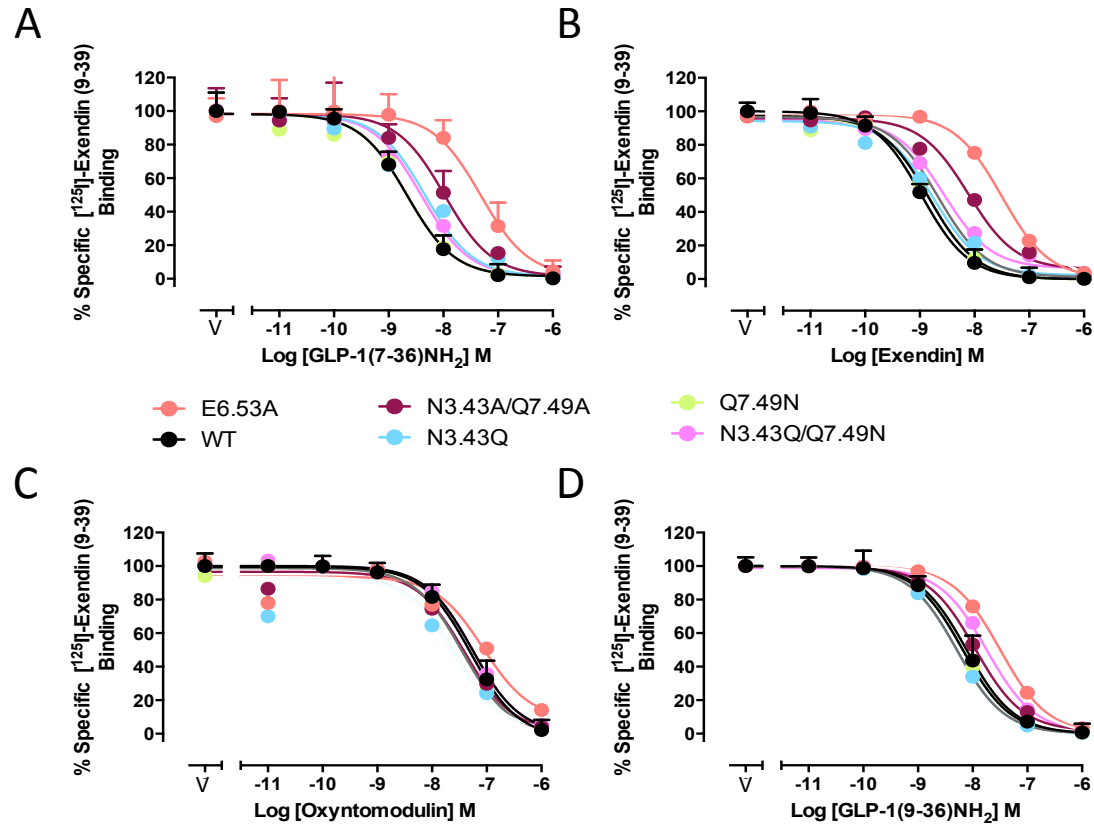 A
% Specific [¹²⁵I]-Exendin (9-39)
Binding
120
100
80
60
40
20
0
V
-11
-10
-9
-8
-7
-6
Log [GLP-1(7-36)NH₂] M
B
% Specific [¹²⁵I]-Exendin (9-39)
Binding
120
100
80
60
40
20
0
V
-11
-10
-9
-8
-7
-6
Log [Exendin] M
E6.53A
WT
N3.43A/Q7.49A
N3.43Q
Q7.49N
N3.43Q/Q7.49N
C
% Specific [¹²⁵I]-Exendin (9-39)
Binding
120
100
80
60
40
20
0
V
-11
-10
-9
-8
-7
-6
Log [Oxyntomodulin] M
D
% Specific [¹²⁵I]-Exendin (9-39)
Binding
120
100
80
60
40
20
0
V
-11
-10
-9
-8
-7
-6
Log [GLP-1(9-36)NH₂] M